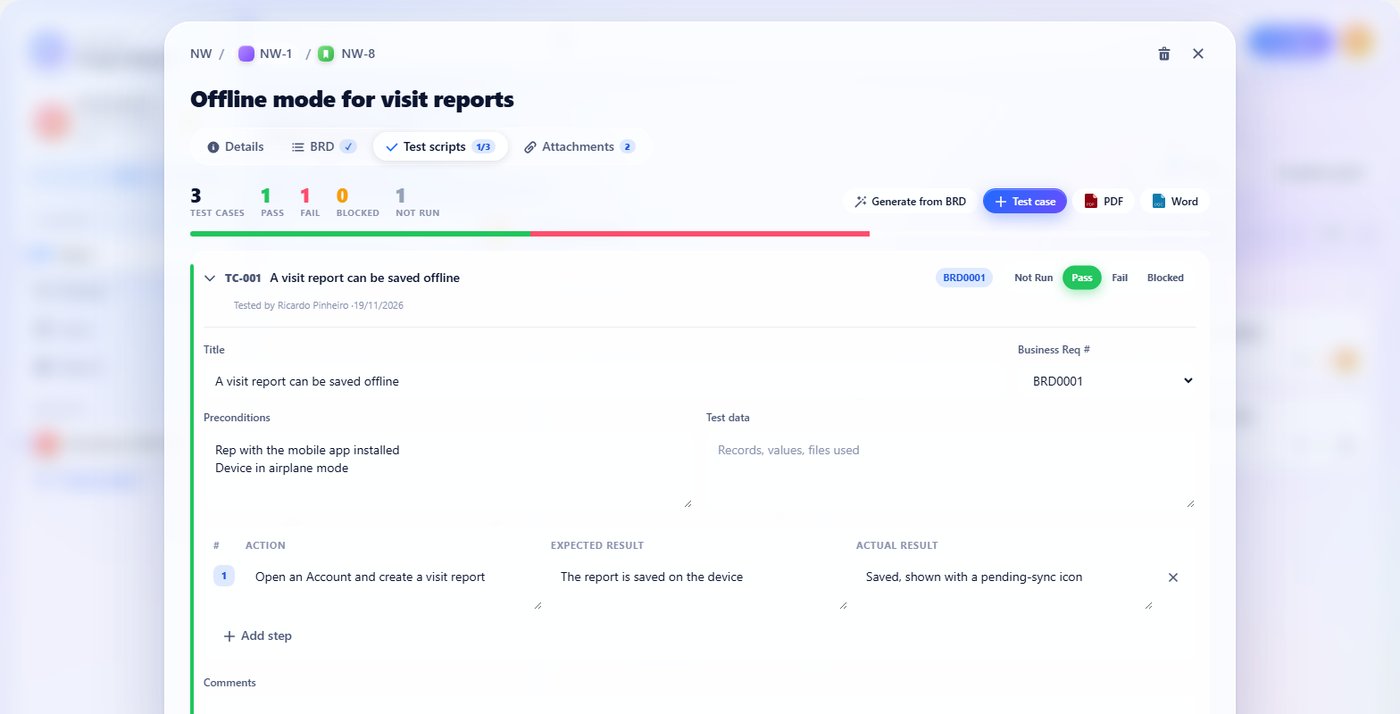 NW / NW-1 / NW-8
Offline mode for visit reports
Details BRD ✓ Test scripts 1/3 Attachments 2
3 1 1 0 1
TEST CASES PASS FAIL BLOCKED NOT RUN
Generate from BRD + Test case PDF Word
TC-001 A visit report can be saved offline BRD0001 Not Run Pass Fail Blocked
Tested by Ricardo Pinheiro ·19/11/2026
Title Business Req #
A visit report can be saved offline BRD0001
Preconditions Test data
Rep with the mobile app installed Records, values, files used
Device in airplane mode
# ACTION EXPECTED RESULT ACTUAL RESULT
1 Open an Account and create a visit report The report is saved on the device Saved, shown with a pending-sync icon
+ Add step
Comments